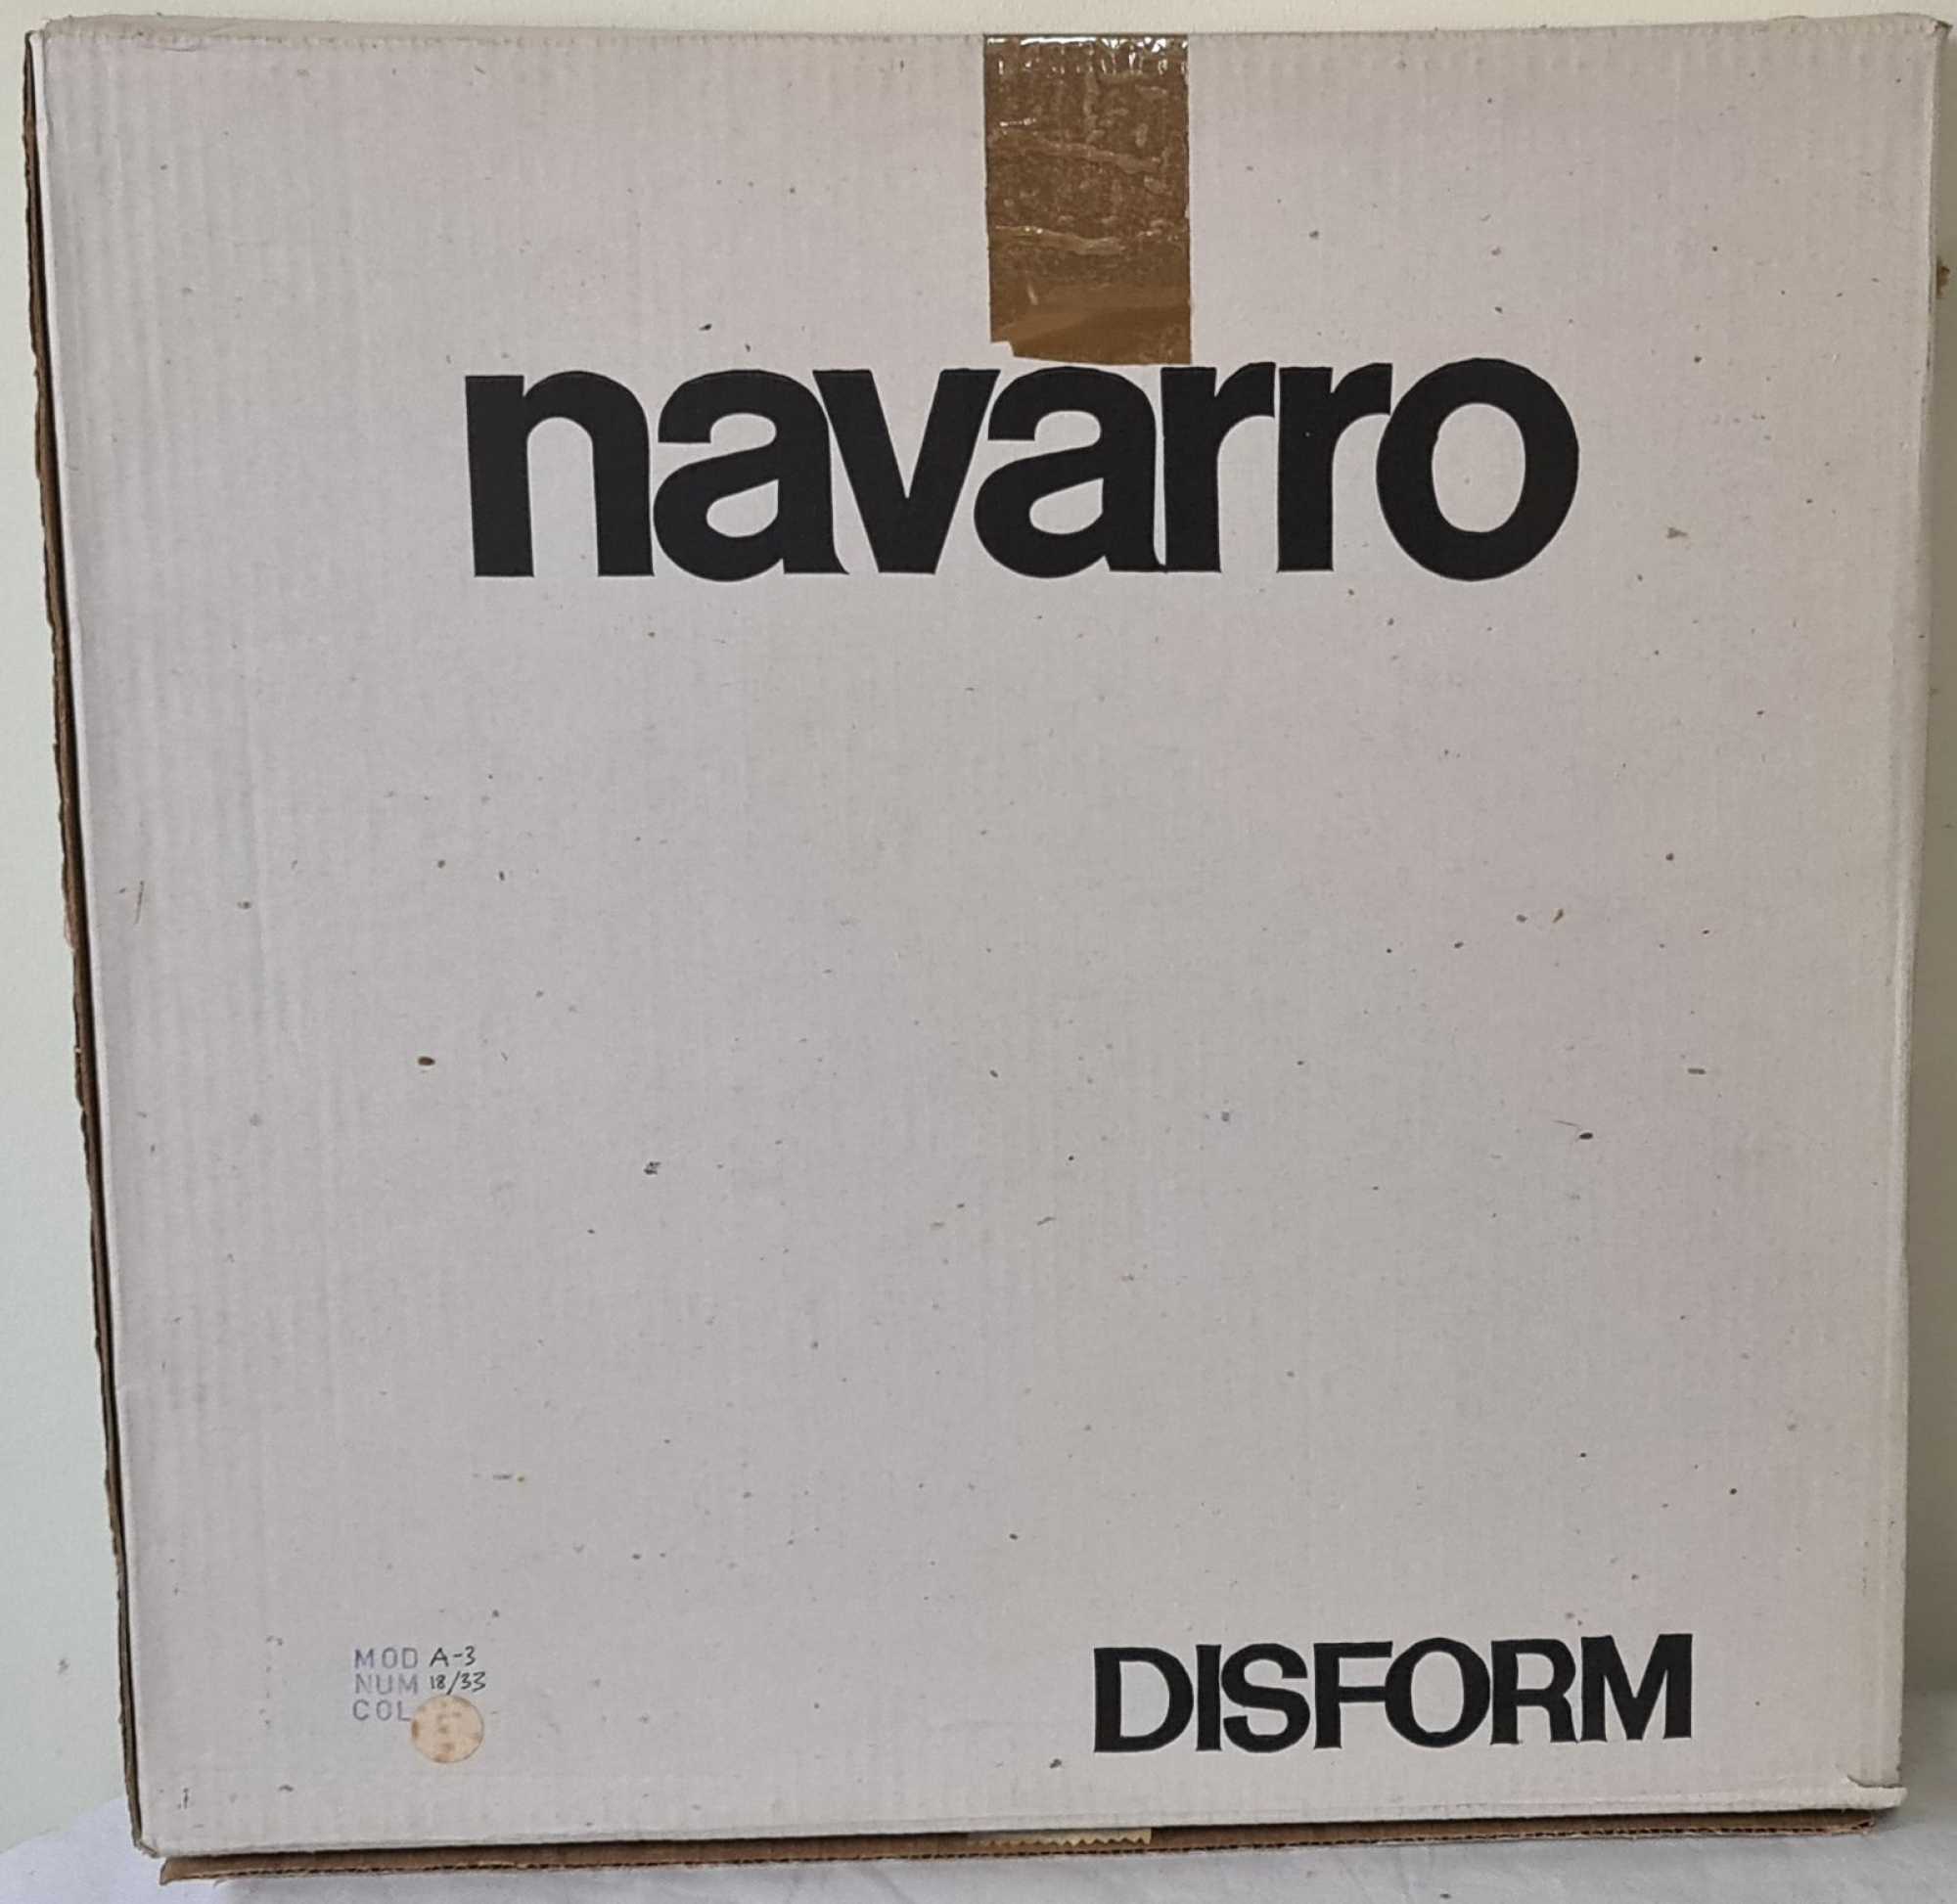 navarro
MOD A-3
NUM 18/33
COL
DISFORM